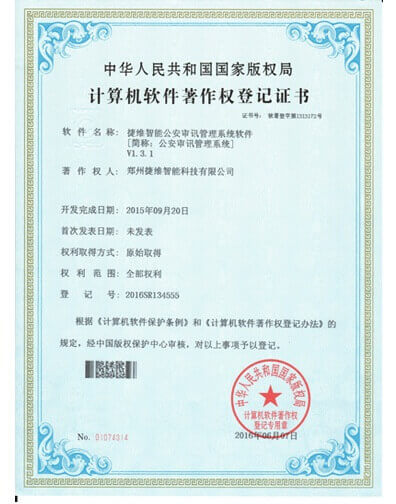 中华人民共和国国家版权局
计算机软件著作权登记证书
证书号: 软著登字第1313172号
软件名称: 捷维智能公安审讯管理系统软件
[简称:公安审讯管理系统]
V1.3.1
著作权人: 郑州捷维智能科技有限公司
开发完成日期: 2015年09月20日
首次发表日期: 未发表
权利取得方式: 原始取得
权利范围: 全部权利
登记号: 2016SR134555
根据《计算机软件保护条例》和《计算机软件著作权登记办法》的
规定,经中国版权保护中心审核,对以上事项予以登记。
中华人民共和国国家版权局
计算机软件著作权
登记专用章
No. 01074314
2016年06月07日